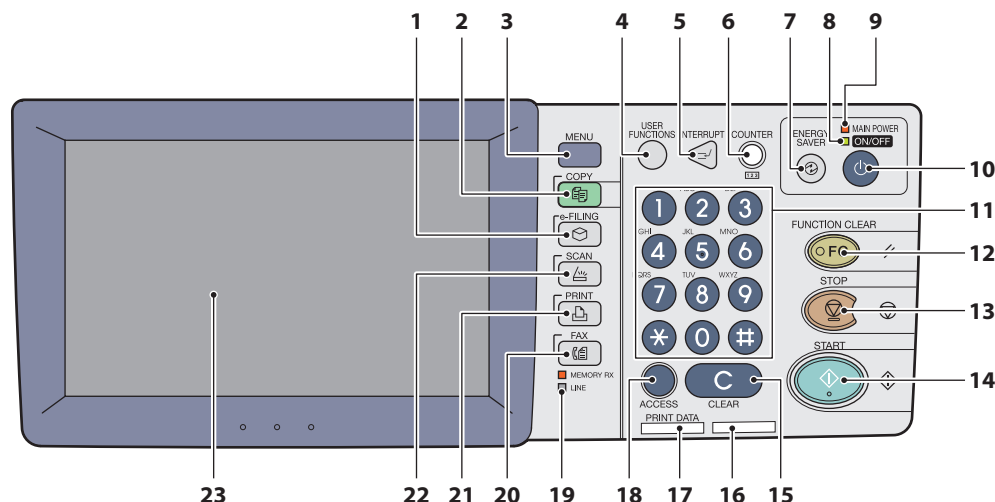 1 2 3 4 5 6 7 8 9
MENU
USER
FUNCTIONS
INTERRUPT
COUNTER
123
ENERGY
SAVER
MAIN POWER
ON/OFF
10
COPY
e-FILING
SCAN
PRINT
FAX
MEMORY RX
LINE
1 2 3
GHI JKL MNO
4 5 6
TUV WXYZ
7 8 9
* 0 #
11
FUNCTION CLEAR
12
STOP
13
START
14
C
ACCESS
CLEAR
PRINT DATA
23 22 21 20 19 18 17 16 15